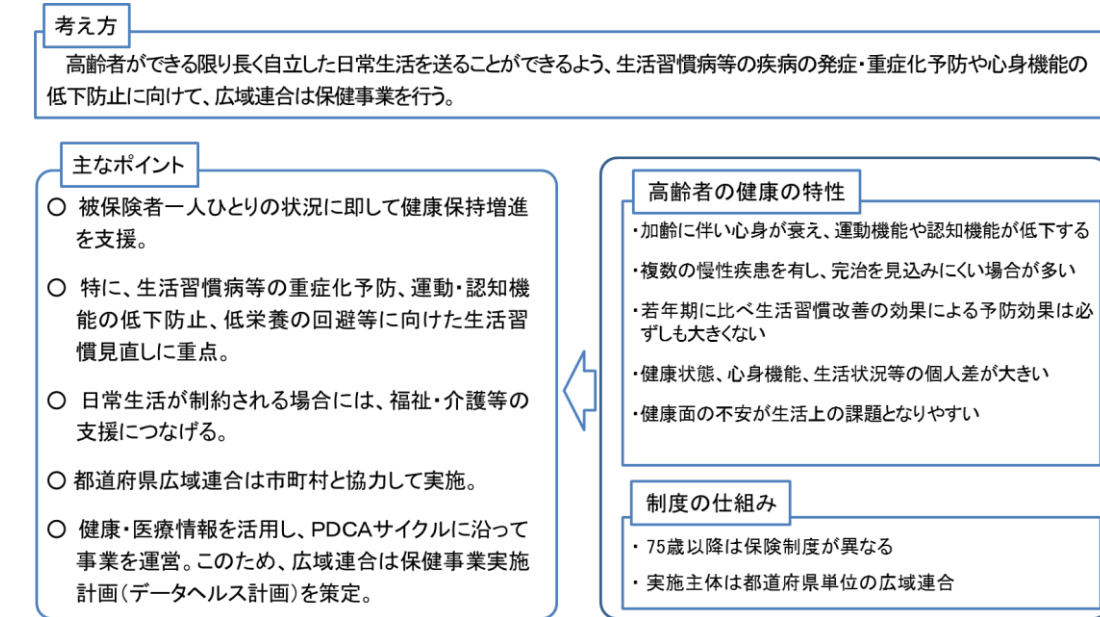 考え方
高齢者ができる限り長く自立した日常生活を送ることができるよう、生活習慣病等の疾病の発症・重症化予防や心身機能の
低下防止に向けて、広域連合は保健事業を行う。
主なポイント
○ 被保険者一人ひとりの状況に即して健康保持増進
を支援。
○ 特に、生活習慣病等の重症化予防、運動・認知機
能の低下防止、低栄養の回避等に向けた生活習
慣見直しに重点。
○ 日常生活が制約される場合には、福祉・介護等の
支援につなげる。
○ 都道府県広域連合は市町村と協力して実施。
○ 健康・医療情報を活用し、PDCAサイクルに沿って
事業を運営。このため、広域連合は保健事業実施
計画(データヘルス計画)を策定。
高齢者の健康の特性
・加齢に伴い心身が衰え、運動機能や認知機能が低下する
・複数の慢性疾患を有し、完治を見込みにくい場合が多い
・若年期に比べ生活習慣改善の効果による予防効果は必
ずしも大きくない
・健康状態、心身機能、生活状況等の個人差が大きい
・健康面の不安が生活上の課題となりやすい
制度の仕組み
・ 75歳以降は保険制度が異なる
・ 実施主体は都道府県単位の広域連合